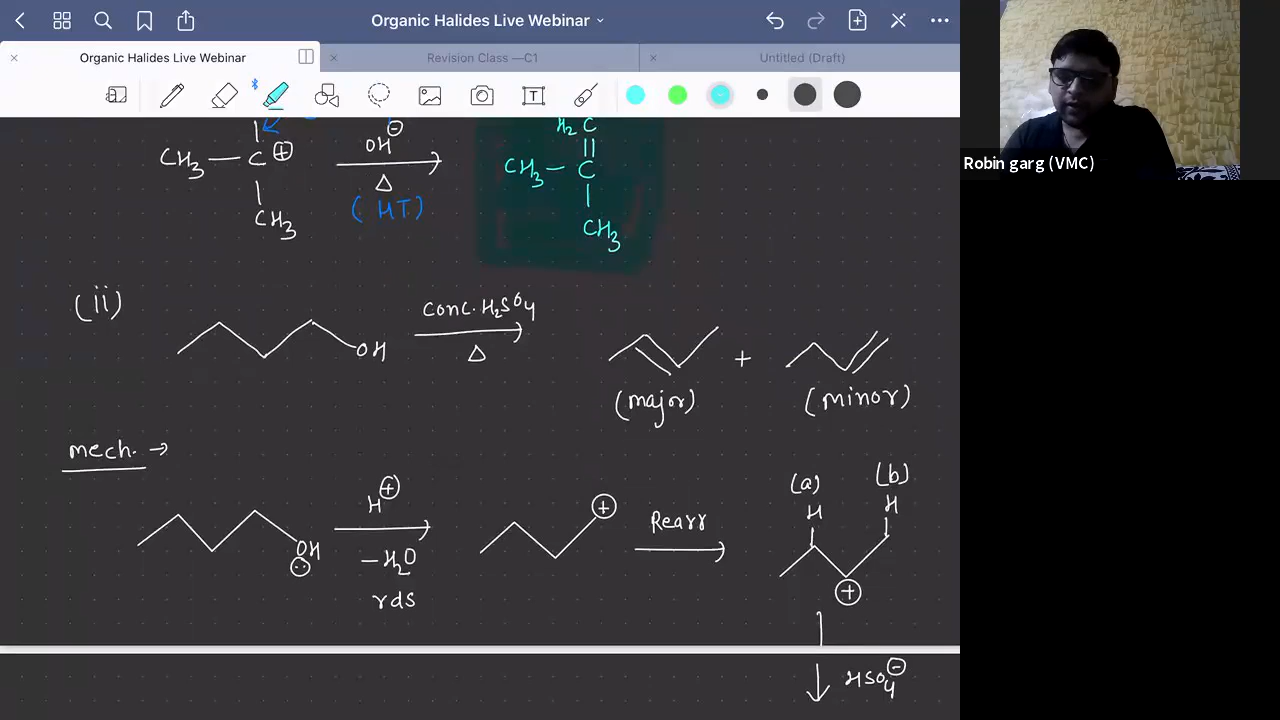 Organic Halides Live Webinar
Organic Halides Live Webinar
Revision Class —C1
Untitled (Draft)
T
Robin garg (VMC)
H₂C
OH⊖
CH₃— C ⊕
Δ
CH₃— C
(HT)
CH₃
CH₃
(ii)
Conc. H₂SO₄
OH
Δ
+
(major)
(minor)
mech. →
(a)
(b)
H⊕
⊕
H
H
Rearr
OH
−H₂O
rds
⊕
HSO₄⊖